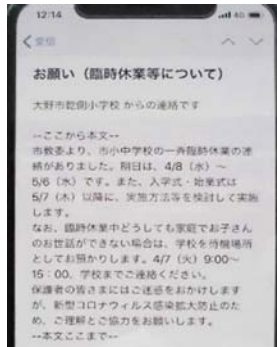 12:14
4G
受信
お願い（臨時休業等について）
大野市乾側小学校 からの連絡です
--ここから本文--
市教委より、市小中学校の一斉臨時休業の連
絡がありました。期日は、4/8（水）〜
5/6（水）です。また、入学式・始業式は
5/7（木）以降に、実施方法等を検討して実施
します。
なお、臨時休業中どうしても家庭でお子さん
のお世話ができない場合は、学校を待機場所
としてお預かりします。4/7（火）9:00〜
15：00、学校までご連絡ください。
保護者の皆さまにはご迷惑をおかけします
が、新型コロナウィルス感染拡大防止のた
め、ご理解とご協力をお願いします。
--本文ここまで--